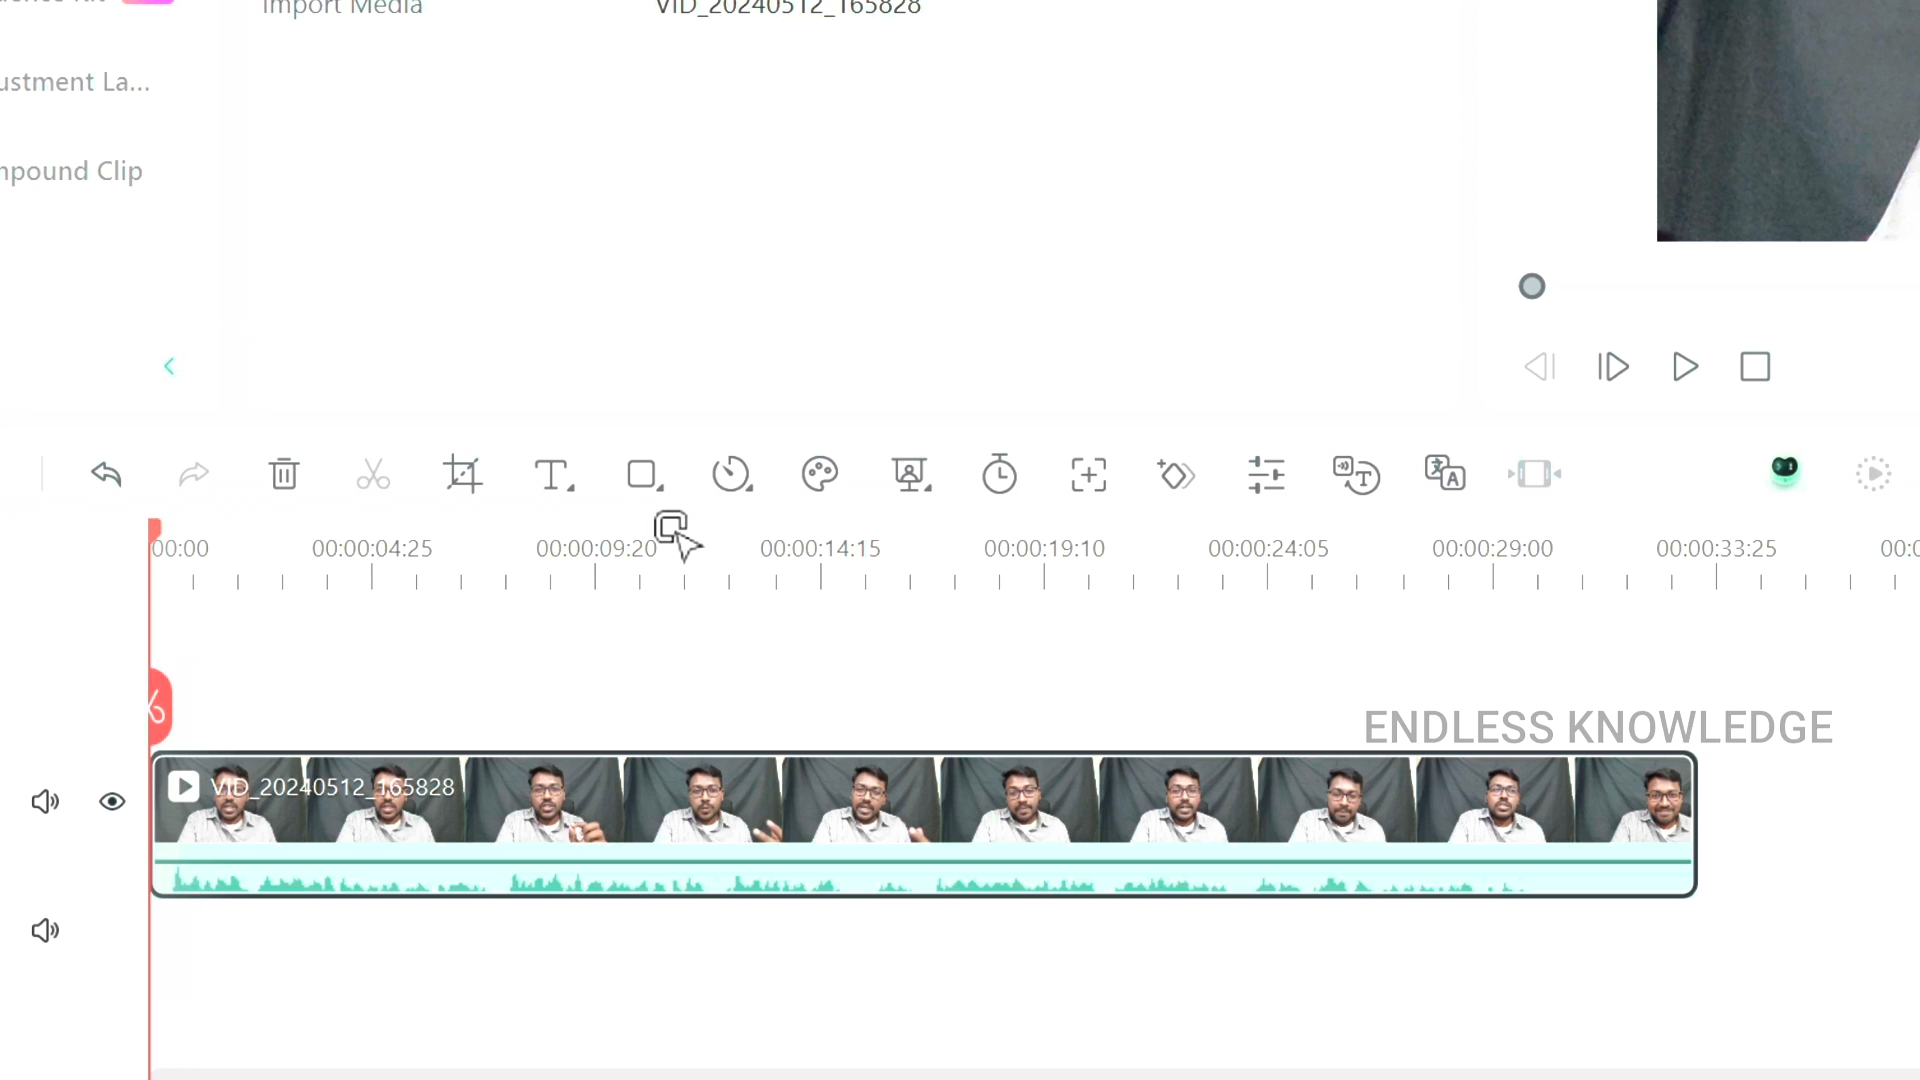 Import Media
VID_20240512_165828
ustment La...
mpound Clip
00:00
00:00:04:25
00:00:09:20
00:00:14:15
00:00:19:10
00:00:24:05
00:00:29:00
00:00:33:25
ENDLESS KNOWLEDGE
VID_20240512_165828